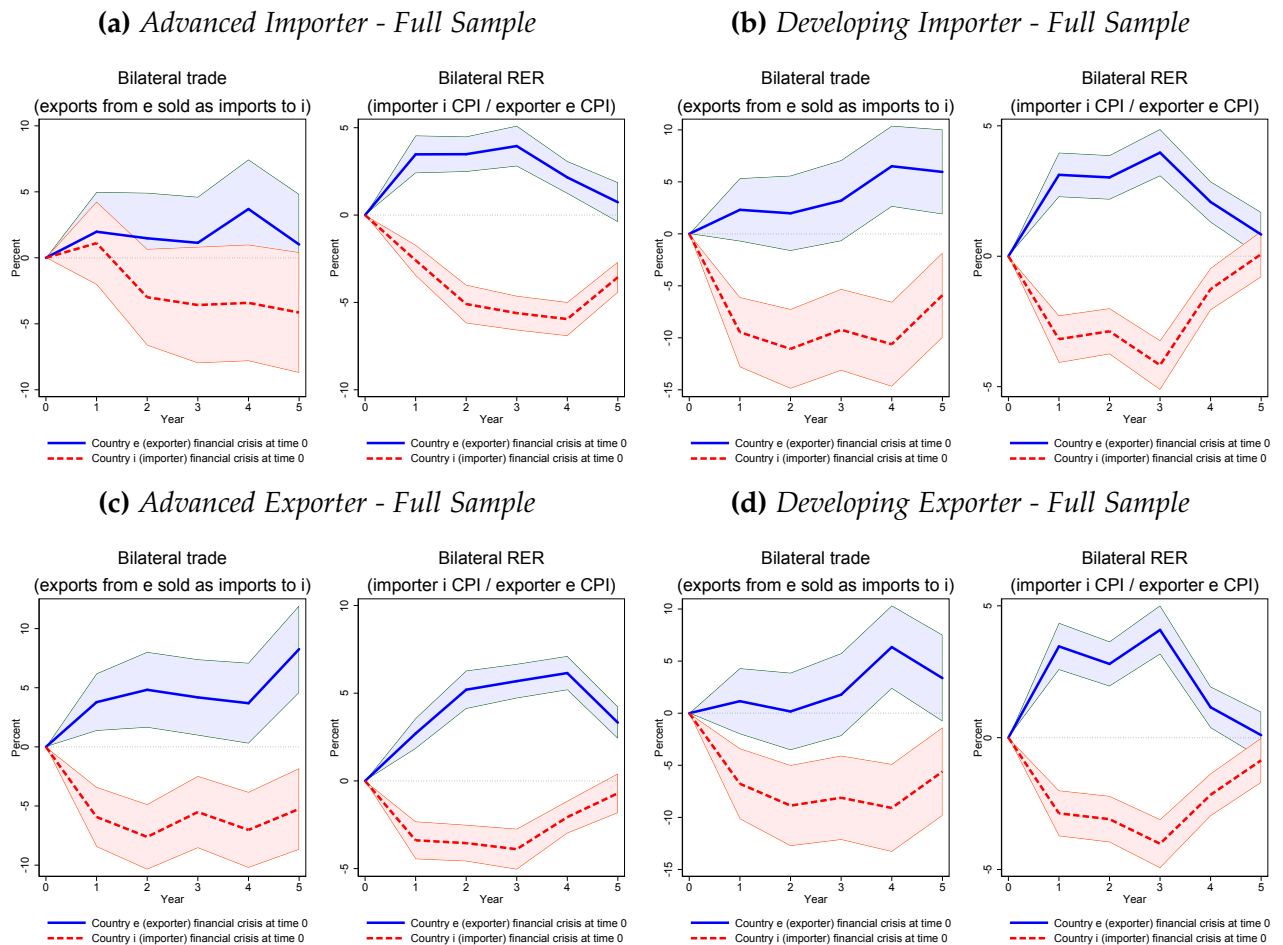 (a) Advanced Importer - Full Sample
Bilateral trade
(exports from e sold as imports to i)
10
5
0
-5
-10
Percent
0 1 2 3 4 5
Year
Country e (exporter) financial crisis at time 0
Country i (importer) financial crisis at time 0
Bilateral RER
(importer i CPI / exporter e CPI)
5
0
-5
-10
Percent
0 1 2 3 4 5
Year
Country e (exporter) financial crisis at time 0
Country i (importer) financial crisis at time 0
(b) Developing Importer - Full Sample
Bilateral trade
(exports from e sold as imports to i)
10
5
0
-5
-10
-15
Percent
0 1 2 3 4 5
Year
Country e (exporter) financial crisis at time 0
Country i (importer) financial crisis at time 0
Bilateral RER
(importer i CPI / exporter e CPI)
5
0
-5
Percent
0 1 2 3 4 5
Year
Country e (exporter) financial crisis at time 0
Country i (importer) financial crisis at time 0
(c) Advanced Exporter - Full Sample
Bilateral trade
(exports from e sold as imports to i)
10
5
0
-5
-10
Percent
0 1 2 3 4 5
Year
Country e (exporter) financial crisis at time 0
Country i (importer) financial crisis at time 0
Bilateral RER
(importer i CPI / exporter e CPI)
10
5
0
-5
Percent
0 1 2 3 4 5
Year
Country e (exporter) financial crisis at time 0
Country i (importer) financial crisis at time 0
(d) Developing Exporter - Full Sample
Bilateral trade
(exports from e sold as imports to i)
10
5
0
-5
-10
-15
Percent
0 1 2 3 4 5
Year
Country e (exporter) financial crisis at time 0
Country i (importer) financial crisis at time 0
Bilateral RER
(importer i CPI / exporter e CPI)
5
0
-5
Percent
0 1 2 3 4 5
Year
Country e (exporter) financial crisis at time 0
Country i (importer) financial crisis at time 0